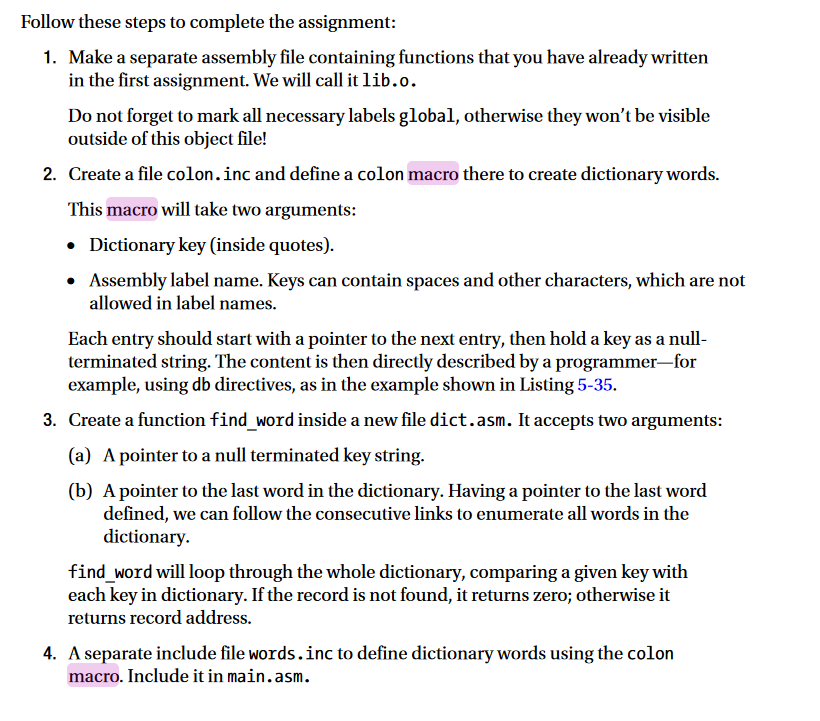 Follow these steps to complete the assignment:
1. Make a separate assembly file containing functions that you have already written
in the first assignment. We will call it lib.o.
Do not forget to mark all necessary labels global, otherwise they won’t be visible
outside of this object file!
2. Create a file colon.inc and define a colon macro there to create dictionary words.
This macro will take two arguments:
• Dictionary key (inside quotes).
• Assembly label name. Keys can contain spaces and other characters, which are not
allowed in label names.
Each entry should start with a pointer to the next entry, then hold a key as a null-
terminated string. The content is then directly described by a programmer—for
example, using db directives, as in the example shown in Listing 5-35.
3. Create a function find_word inside a new file dict.asm. It accepts two arguments:
(a) A pointer to a null terminated key string.
(b) A pointer to the last word in the dictionary. Having a pointer to the last word
defined, we can follow the consecutive links to enumerate all words in the
dictionary.
find_word will loop through the whole dictionary, comparing a given key with
each key in dictionary. If the record is not found, it returns zero; otherwise it
returns record address.
4. A separate include file words.inc to define dictionary words using the colon
macro. Include it in main.asm.